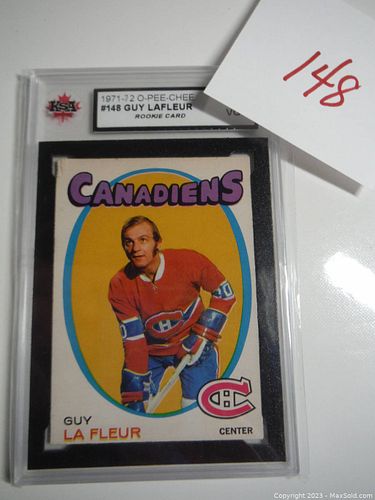 148
KSA
1971-72 O-PEE-CHEE
#148 GUY LAFLEUR
ROOKIE CARD
VG
CANADIENS
GUY
LA FLEUR
CENTER
Copyright 2023 - MaxSold.com